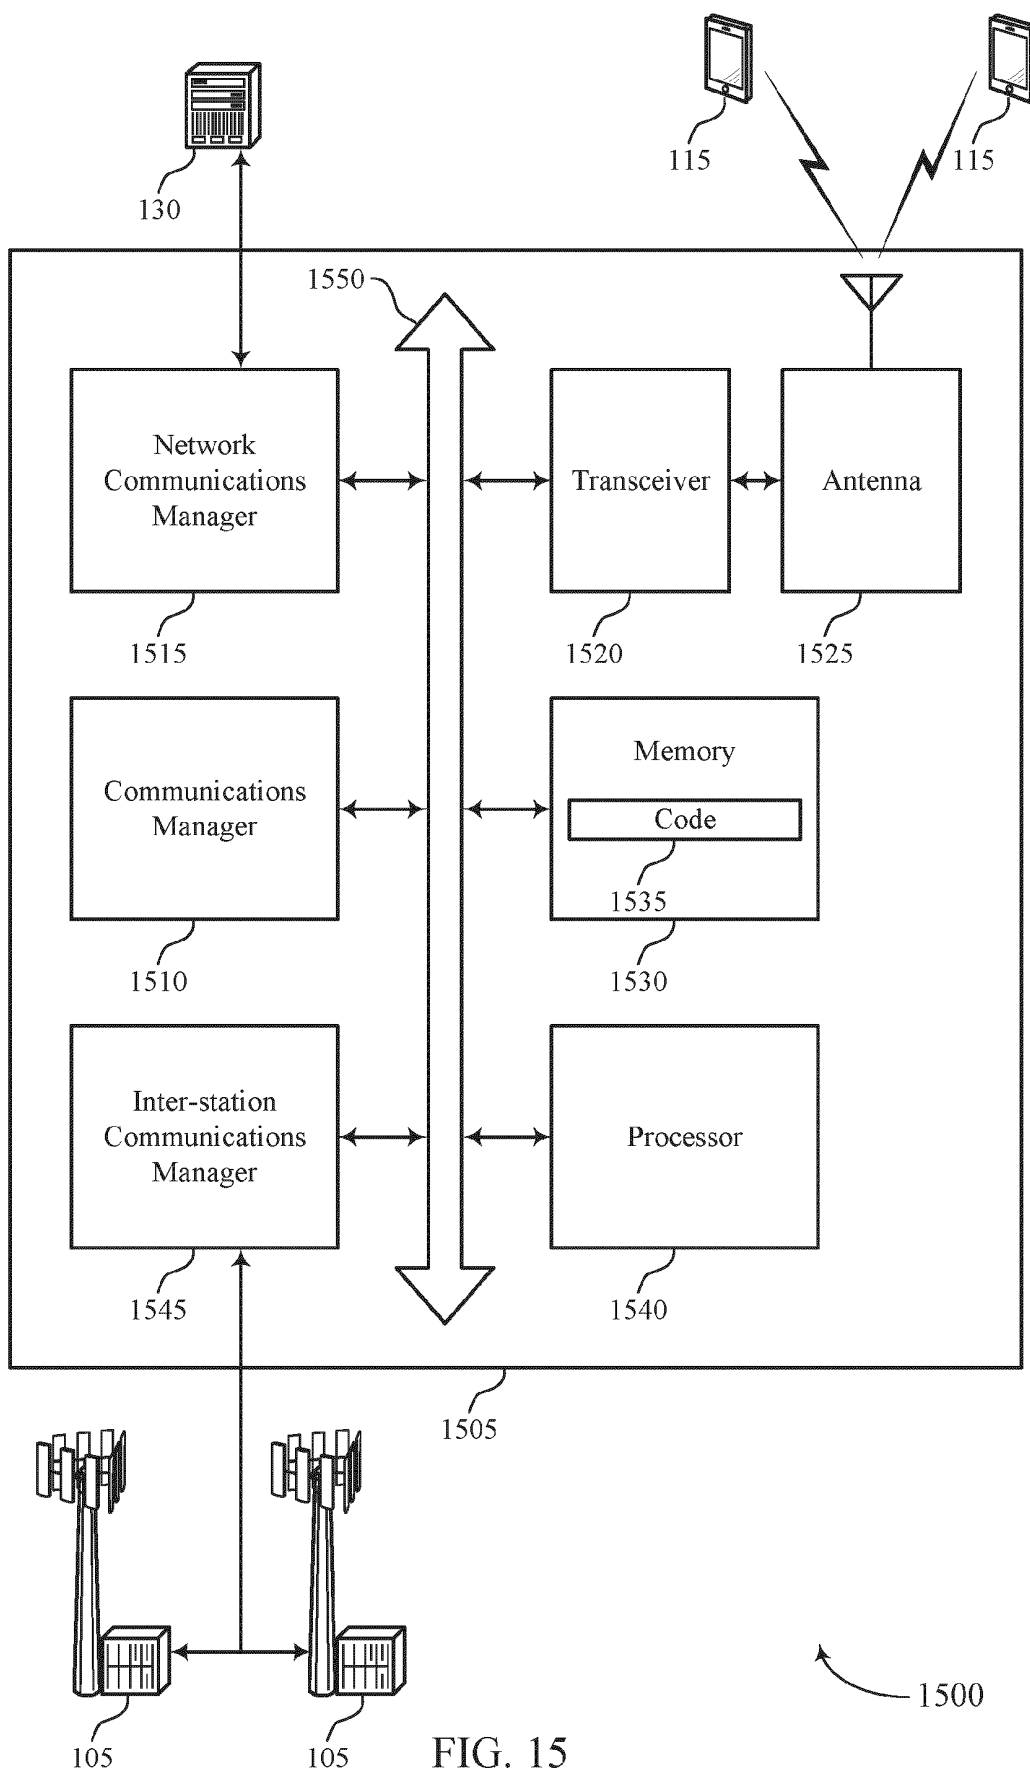 130
115
115
1550
Network
Communications
Manager
Transceiver
Antenna
1515
1520
1525
Communications
Manager
Memory
Code
1535
1510
1530
Inter-station
Communications
Manager
Processor
1545
1540
1505
1500
105
105
FIG. 15